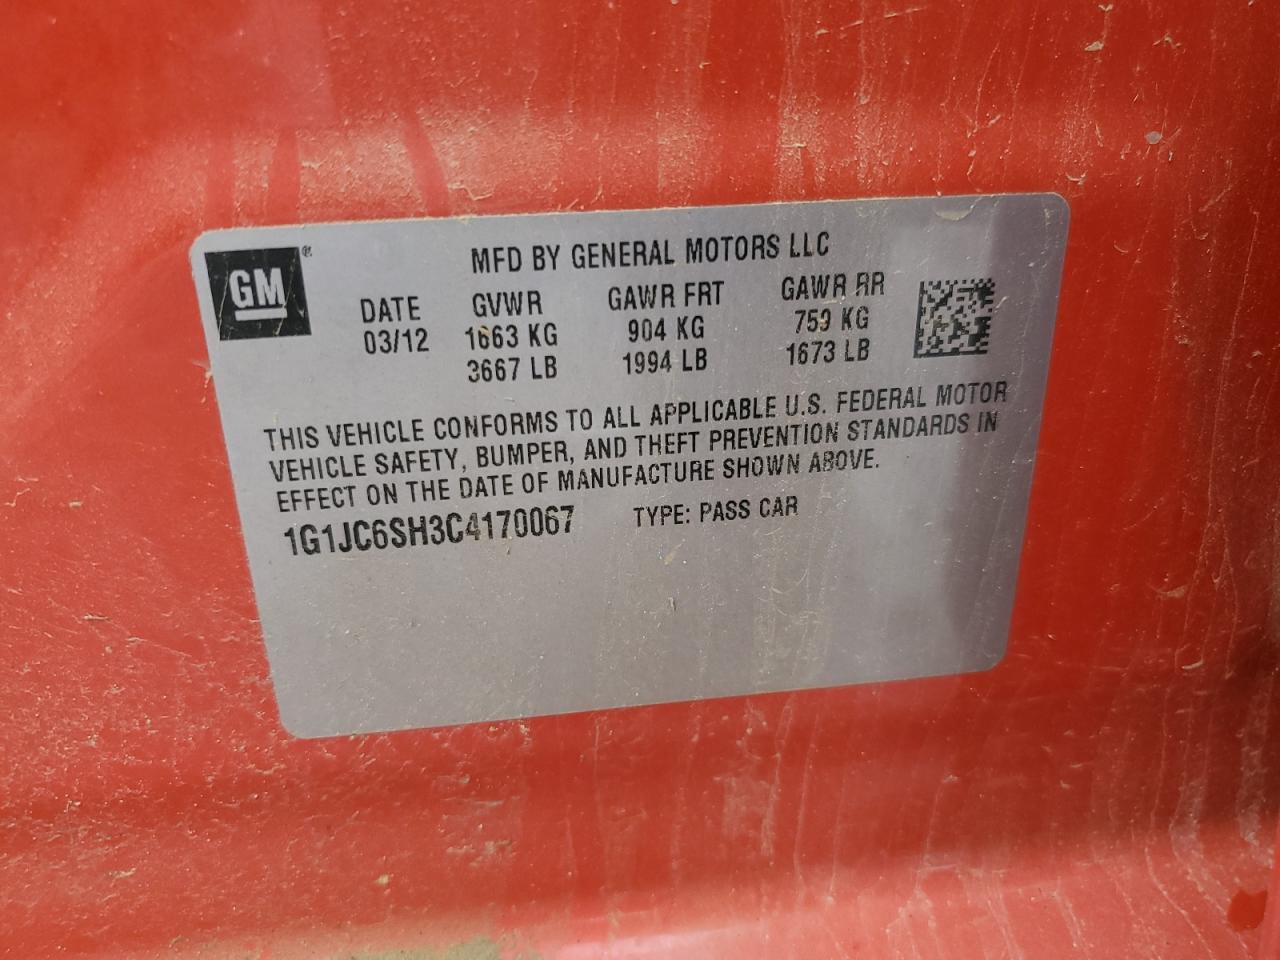 GM®
MFD BY GENERAL MOTORS LLC
DATE GVWR GAWR FRT GAWR RR
03/12 1663 KG 904 KG 759 KG
3667 LB 1994 LB 1673 LB
THIS VEHICLE CONFORMS TO ALL APPLICABLE U.S. FEDERAL MOTOR
VEHICLE SAFETY, BUMPER, AND THEFT PREVENTION STANDARDS IN
EFFECT ON THE DATE OF MANUFACTURE SHOWN ABOVE.
1G1JC6SH3C4170067 TYPE: PASS CAR